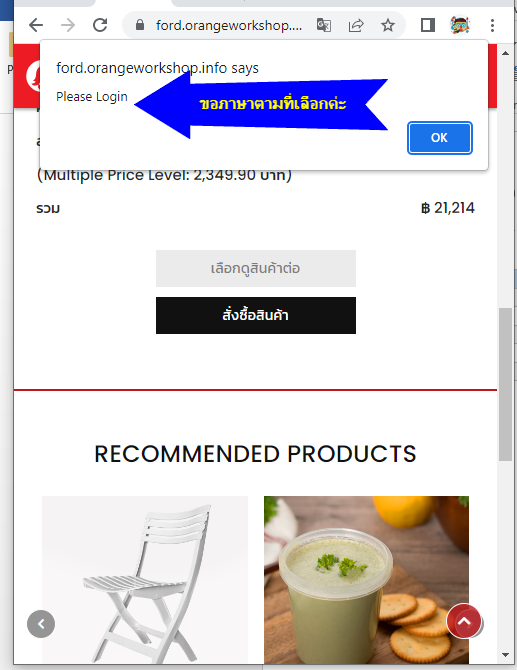 ford.orangeworkshop....
ford.orangeworkshop.info says
Please Login
ขอภาษาตามที่เลือกค่ะ
OK
(Multiple Price Level: 2,349.90 บาท)
รวม
฿ 21,214
เลือกดูสินค้าต่อ
สั่งซื้อสินค้า
RECOMMENDED PRODUCTS